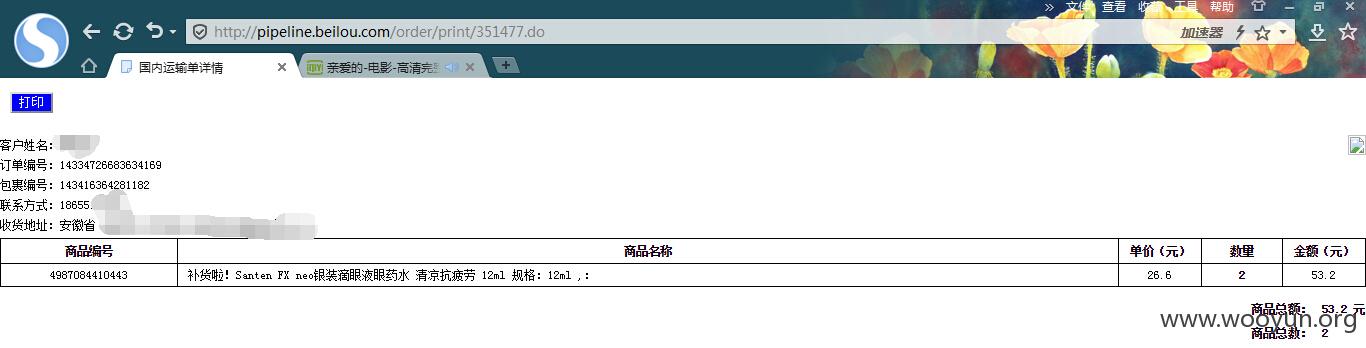 » 文件 查看 收藏 工具 帮助
http://pipeline.beilou.com/order/print/351477.do
加速器
国内运输单详情
亲爱的-电影-高清完整
打印
客户姓名:
订单编号: 14334726683634169
包裹编号: 143416364281182
联系方式: 18655
收货地址: 安徽省
商品编号 商品名称 单价（元） 数量 金额（元）
4987084410443 补货啦！Santen FX neo银装滴眼液眼药水 清凉抗疲劳 12ml 规格：12ml ,： 26.6 2 53.2
商品总额： 53.2 元
www.wooyun.org
商品总数： 2